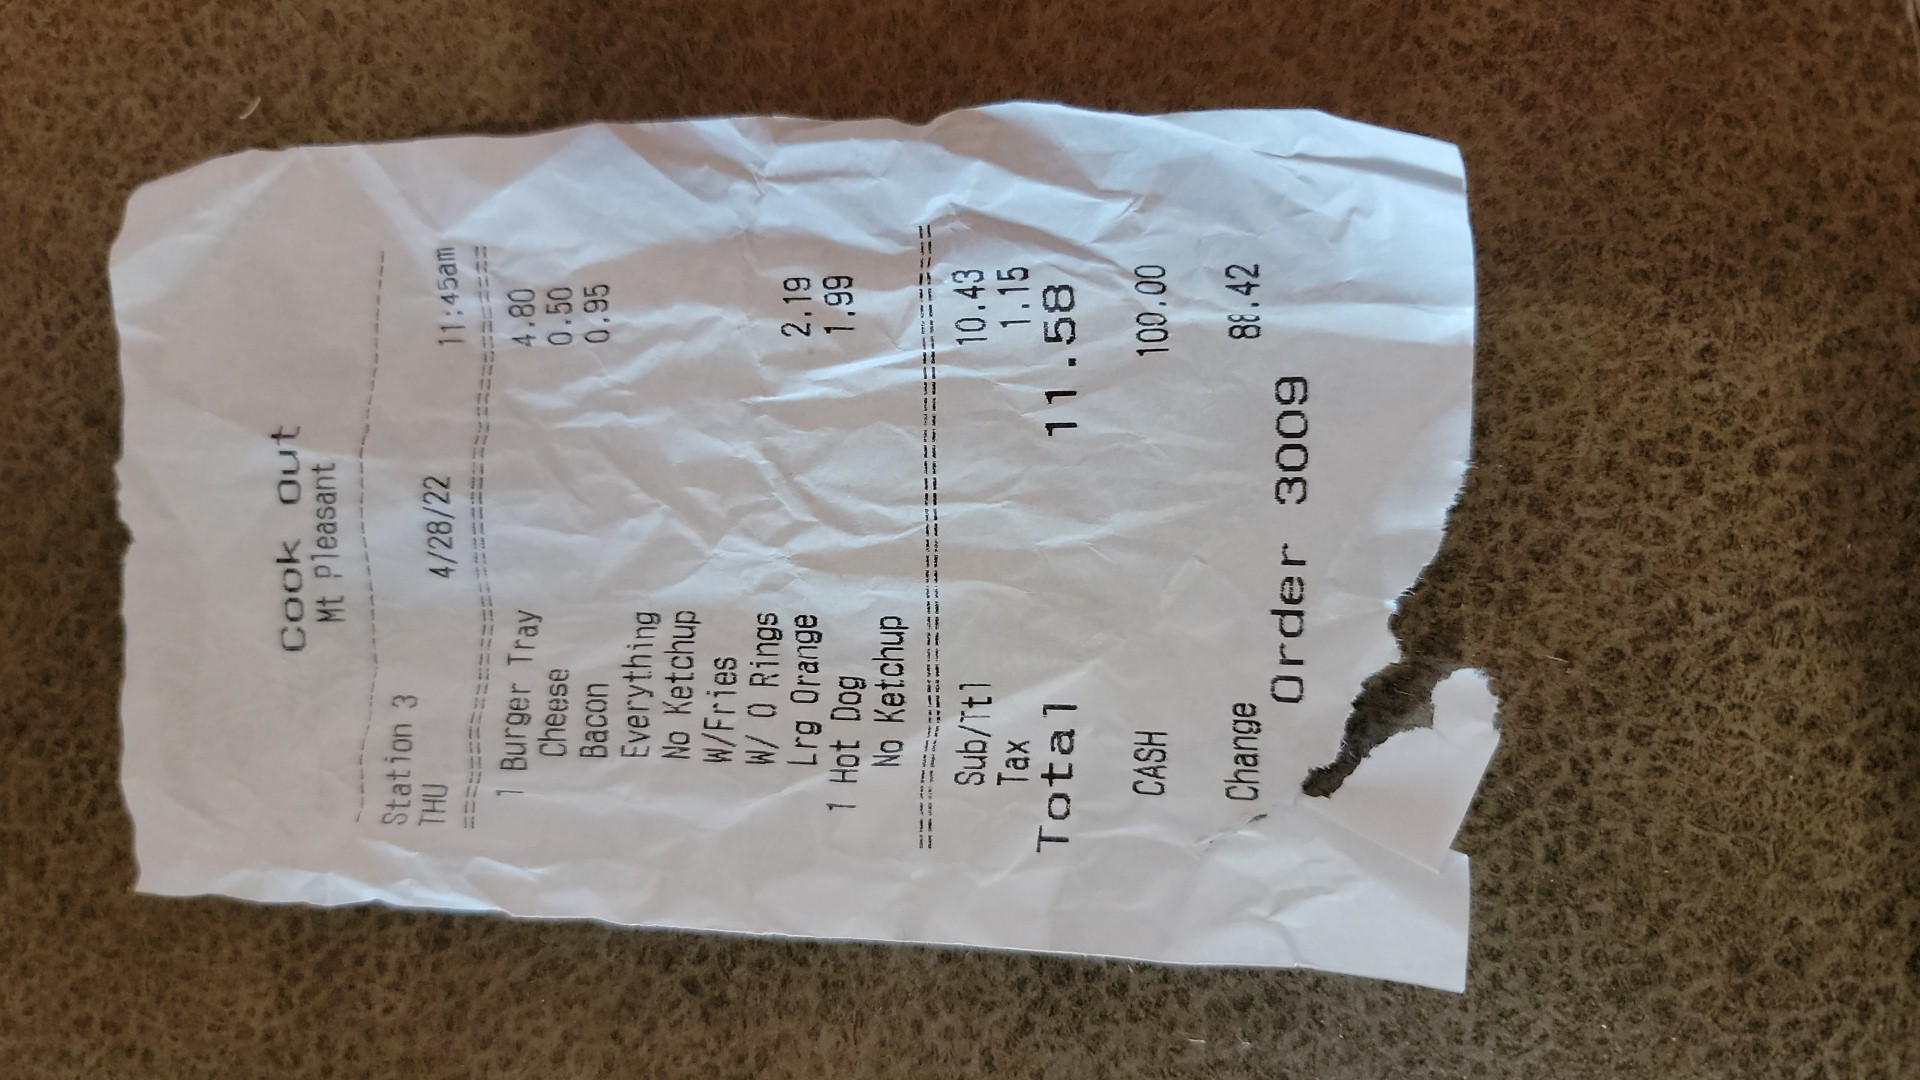 Cook Out
Mt Pleasant
Station 3
THU 4/28/22 11:45am
1 Burger Tray 4.80
Cheese 0.50
Bacon 0.95
Everything
No Ketchup
W/Fries
W/ O Rings
Lrg Orange 2.19
1 Hot Dog 1.99
No Ketchup
Sub/Ttl 10.43
Tax 1.15
Total 11.58
CASH 100.00
Change 88.42
Order 3009